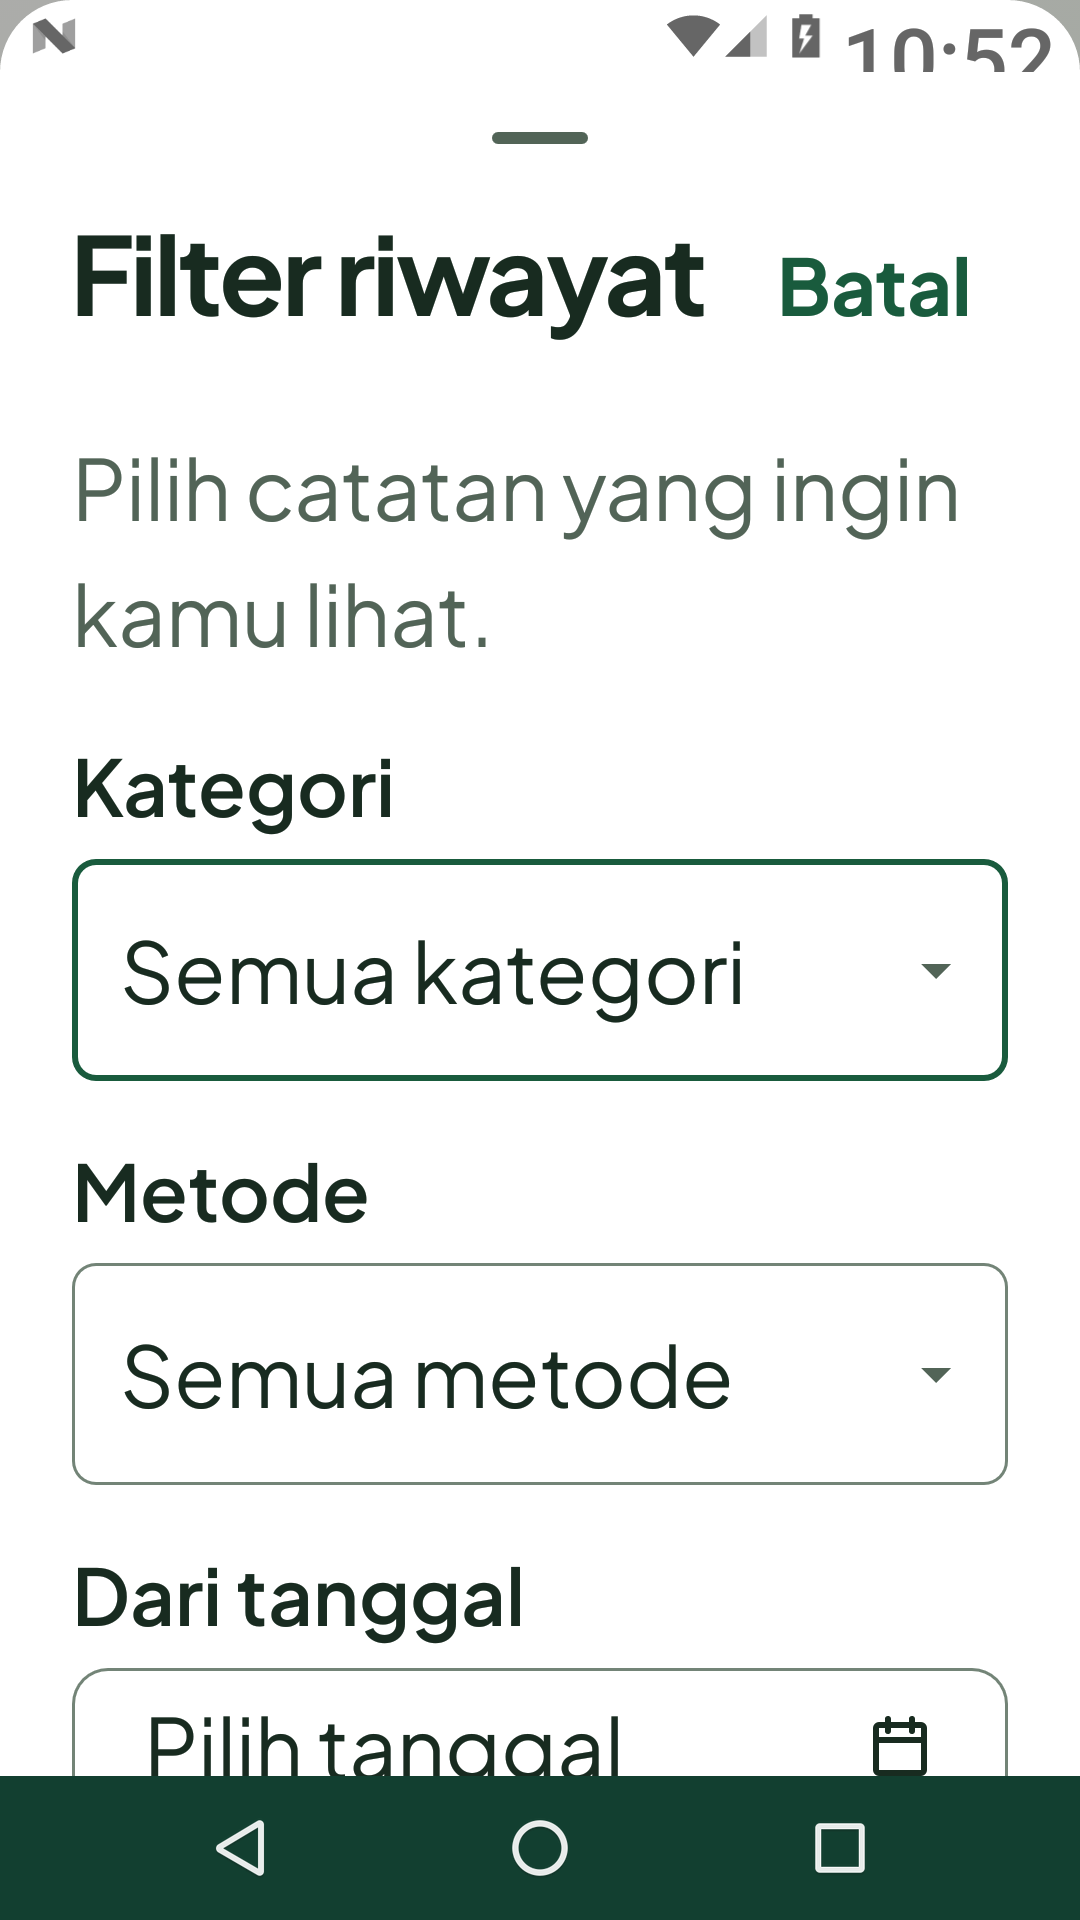 10:52
Filter riwayat
Batal
Pilih catatan yang ingin
kamu lihat.
Kategori
Semua kategori
Metode
Semua metode
Dari tanggal
Pilih tanggal